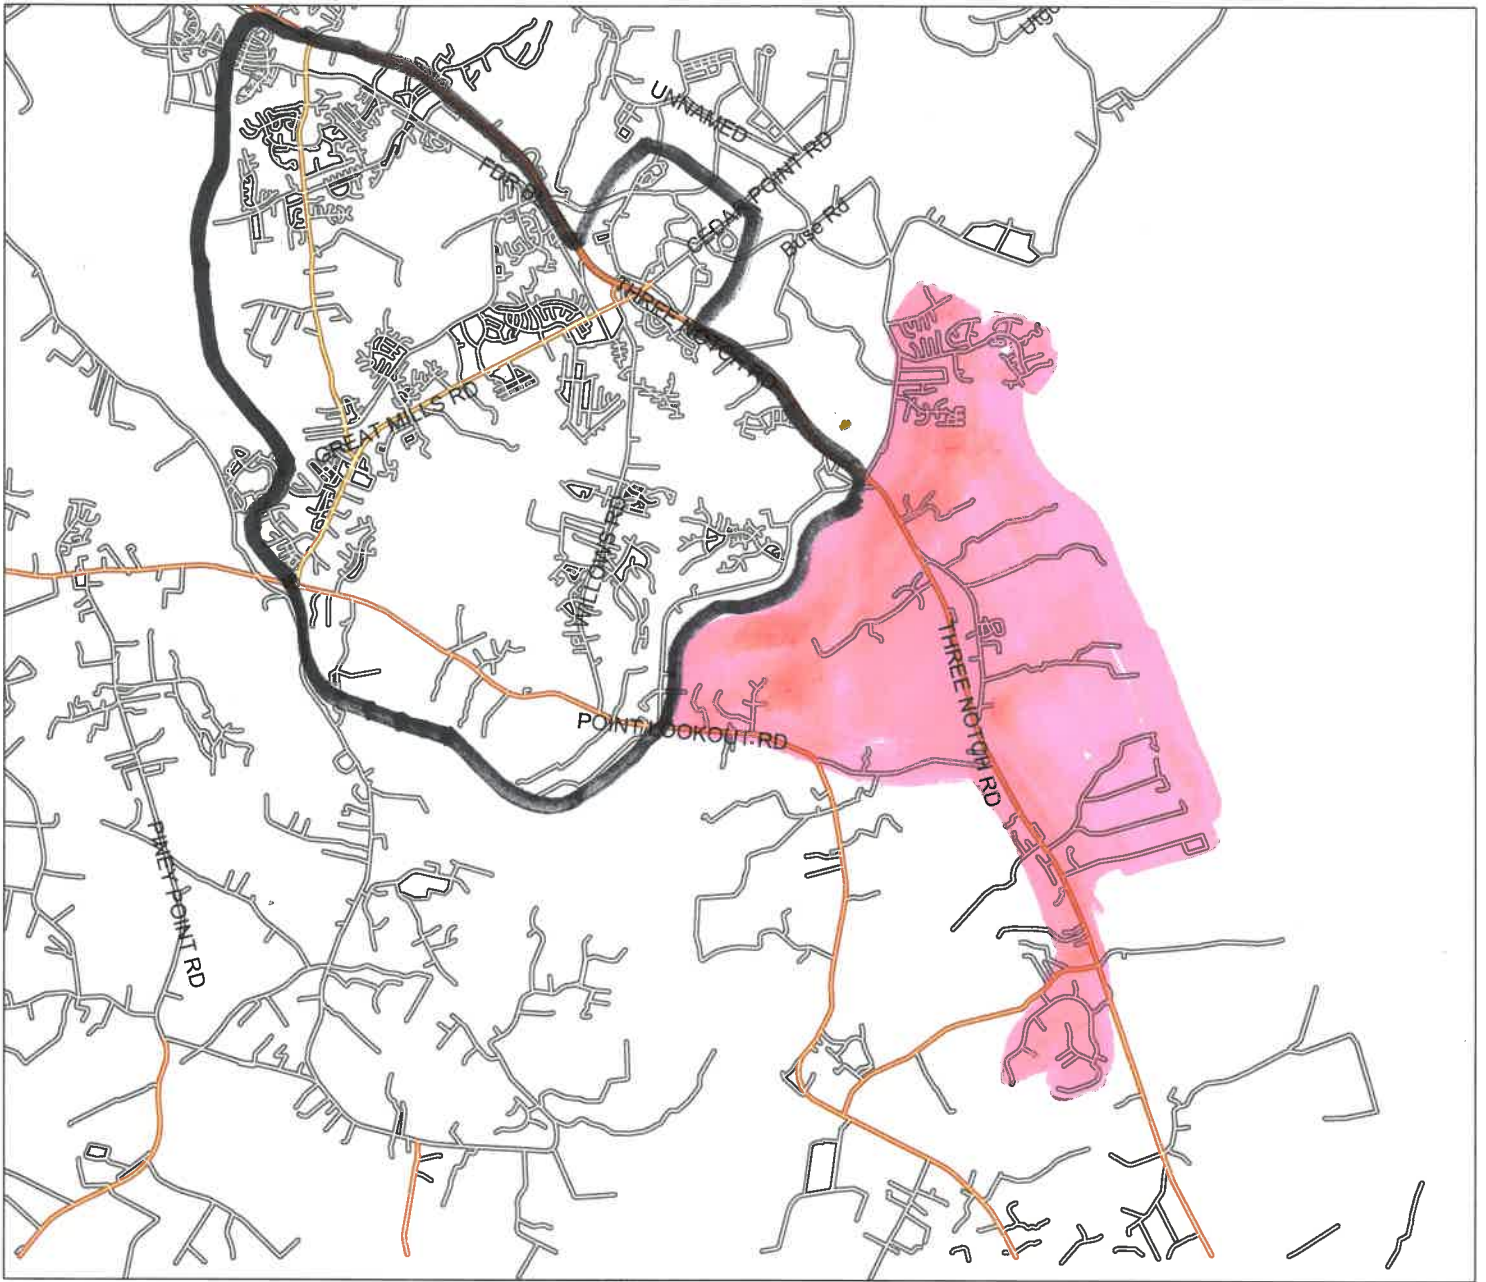 UNNAMED
CEDAR POINT RD
FDR
Buse Rd
THREE NOTCH RD
GREAT MILLS RD
WILLOWS RD
THREE NOTCH RD
POINT LOOKOUT RD
PINEY POINT RD